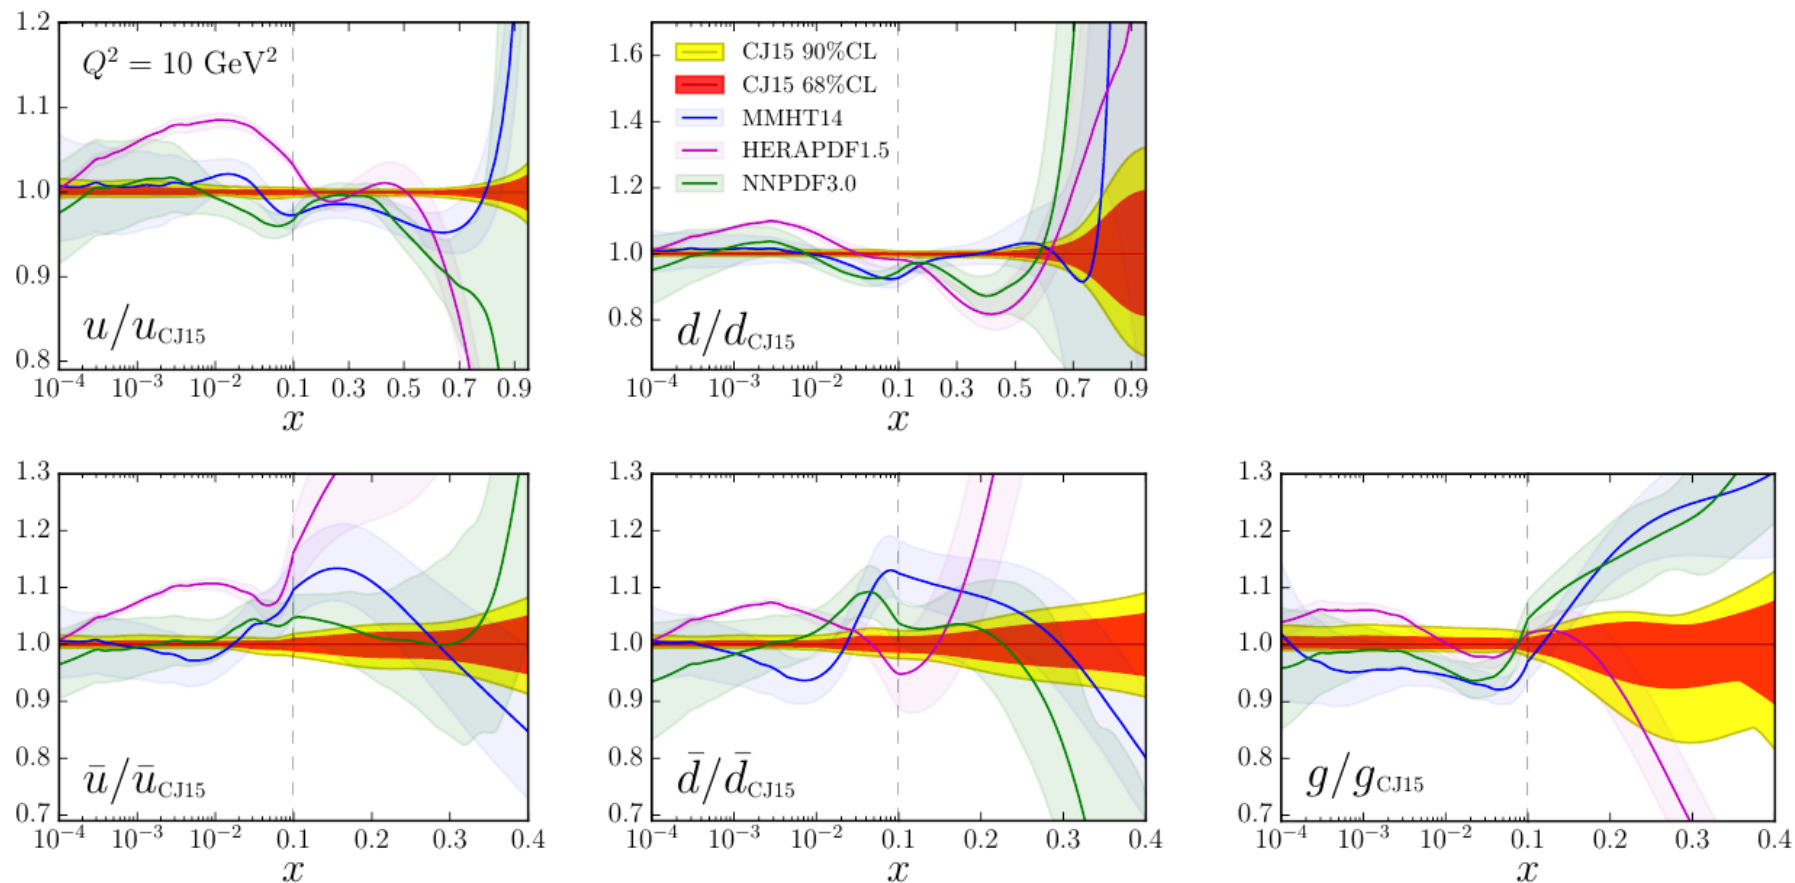 1.2
1.1
1.0
0.9
0.8
Q² = 10 GeV²
u/u_CJ15
10⁻⁴ 10⁻³ 10⁻² 0.1 0.3 0.5 0.7 0.9
x
1.6
1.4
1.2
1.0
0.8
CJ15 90%CL
CJ15 68%CL
MMHT14
HERAPDF1.5
NNPDF3.0
d/d_CJ15
10⁻⁴ 10⁻³ 10⁻² 0.1 0.3 0.5 0.7 0.9
x
1.3
1.2
1.1
1.0
0.9
0.8
0.7
ū/ū_CJ15
10⁻⁴ 10⁻³ 10⁻² 0.1 0.2 0.3 0.4
x
1.3
1.2
1.1
1.0
0.9
0.8
0.7
d̄/d̄_CJ15
10⁻⁴ 10⁻³ 10⁻² 0.1 0.2 0.3 0.4
x
1.3
1.2
1.1
1.0
0.9
0.8
0.7
g/g_CJ15
10⁻⁴ 10⁻³ 10⁻² 0.1 0.2 0.3 0.4
x